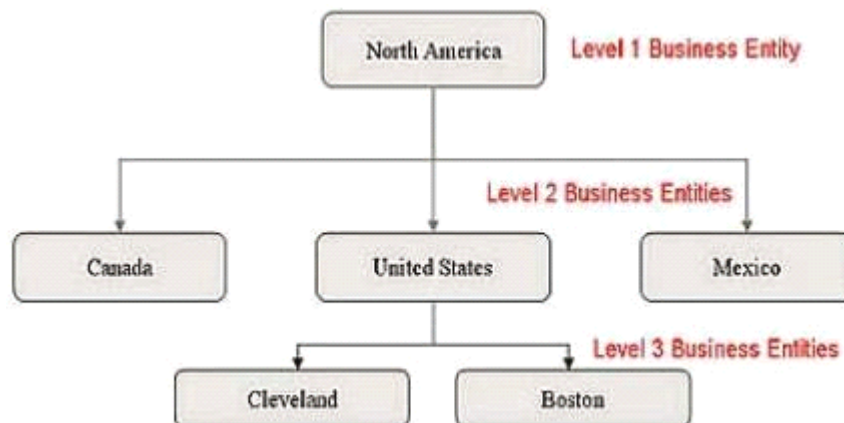 North America
Level 1 Business Entity
Level 2 Business Entities
Canada
United States
Mexico
Level 3 Business Entities
Cleveland
Boston